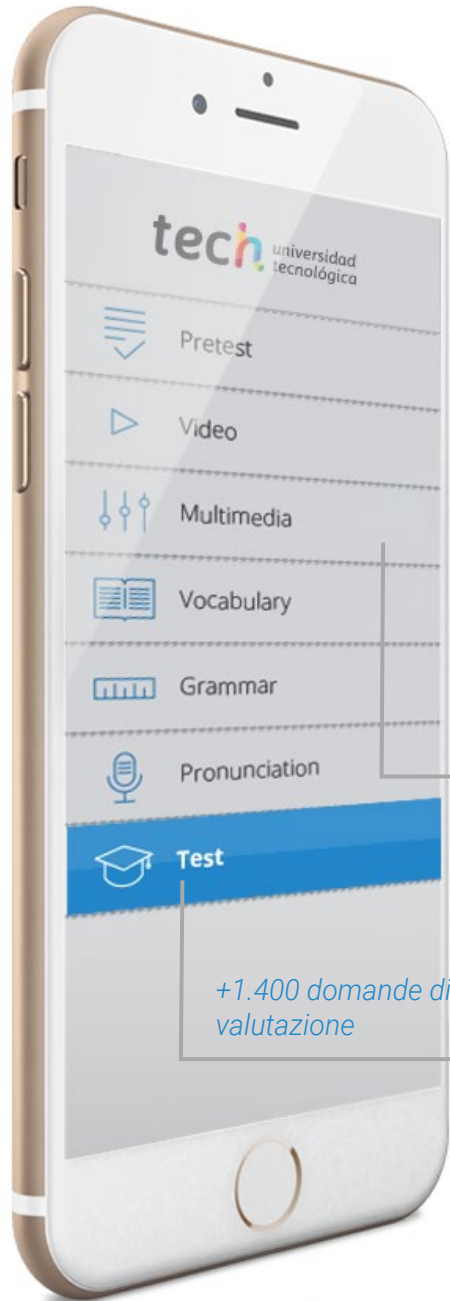 tech universidad
tecnológica
Pretest
Video
Multimedia
Vocabulary
Grammar
Pronunciation
Test
+1.400 domande di
valutazione